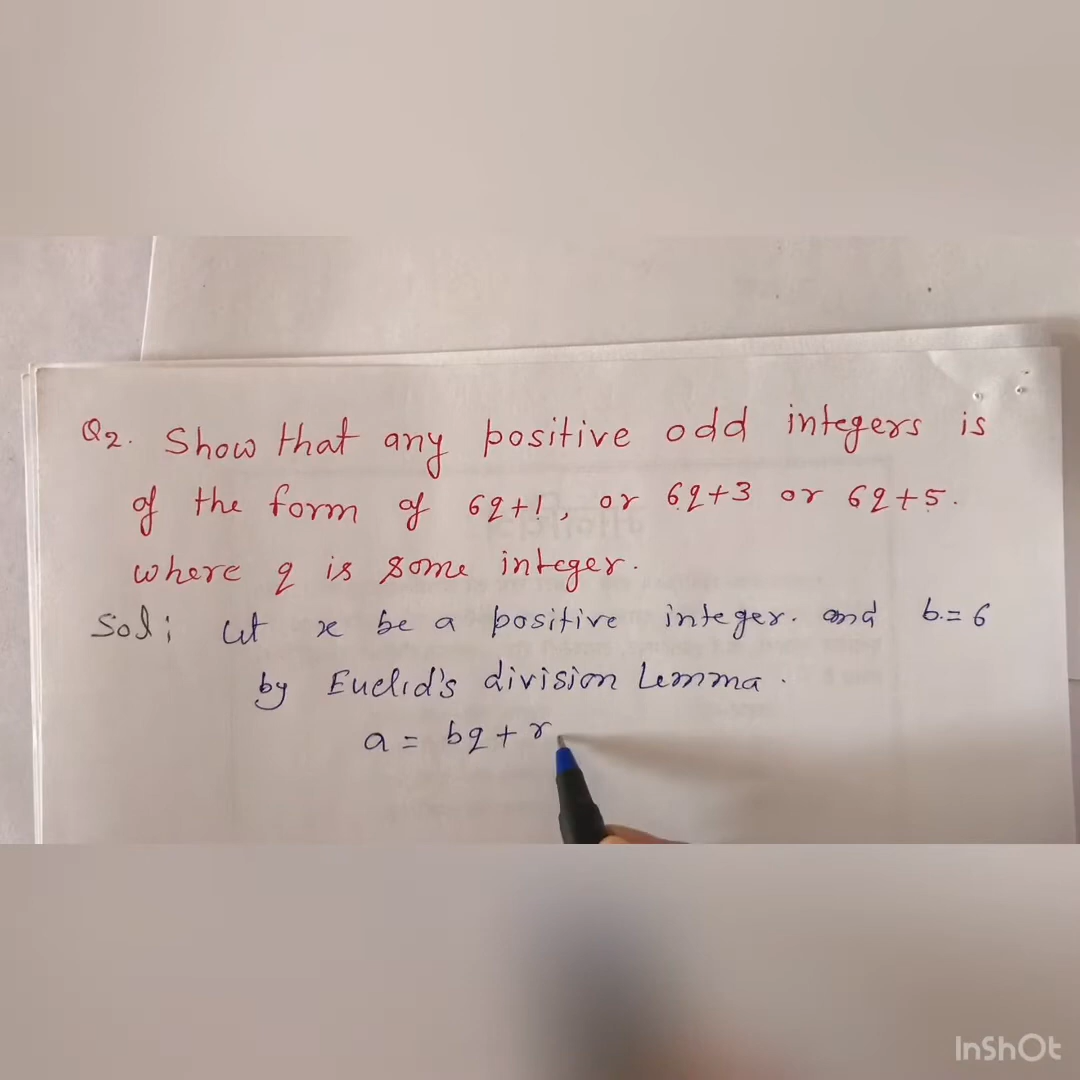 Q2. Show that any positive odd integers is
of the form of 6q+1, or 6q+3 or 6q+5.
where q is some integer.
Sol; Let x be a positive integer. and b=6
by Euclid's division Lemma.
a = bq + r
InShOt